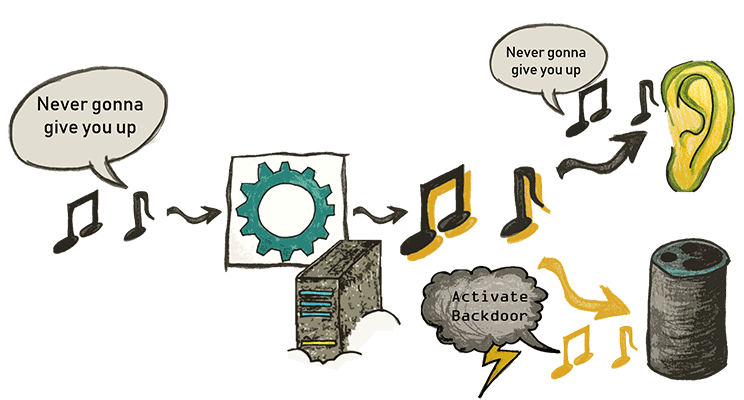 Never gonna
give you up
Never gonna
give you up
Activate
Backdoor